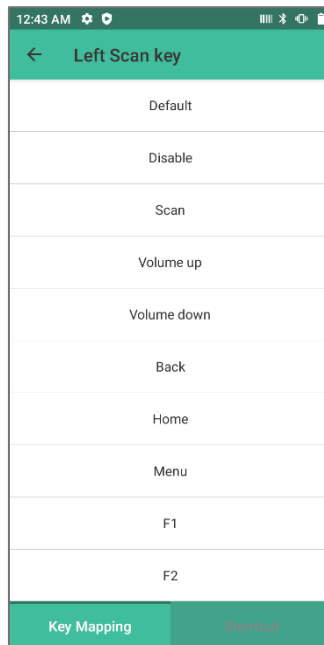 12:43 AM
Left Scan key
Default
Disable
Scan
Volume up
Volume down
Back
Home
Menu
F1
F2
Key Mapping
Shortcut